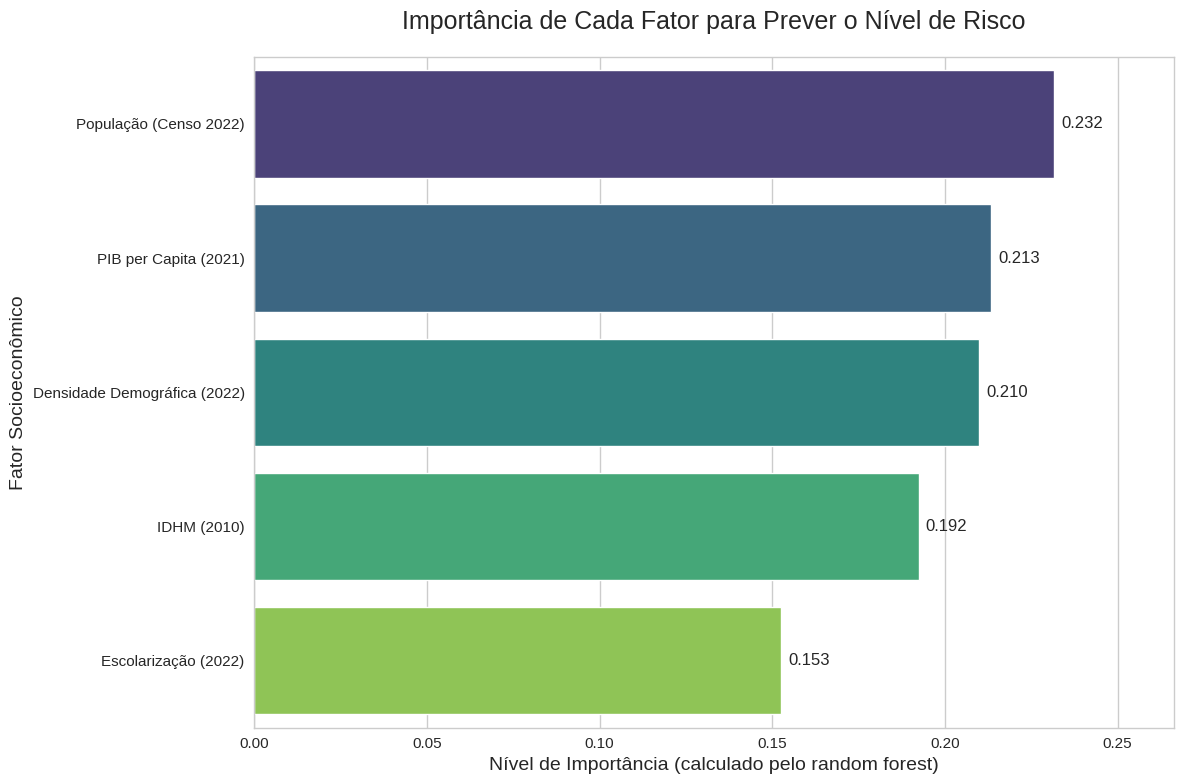 Importância de Cada Fator para Prever o Nível de Risco
Fator Socioeconômico
População (Censo 2022)
0.232
PIB per Capita (2021)
0.213
Densidade Demográfica (2022)
0.210
IDHM (2010)
0.192
Escolarização (2022)
0.153
0.00
0.05
0.10
0.15
0.20
0.25
Nível de Importância (calculado pelo random forest)